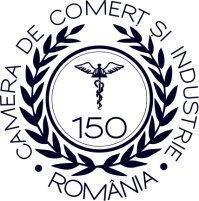 CAMERA DE COMERT SI INDUSTRIE
150
ROMÂNIA